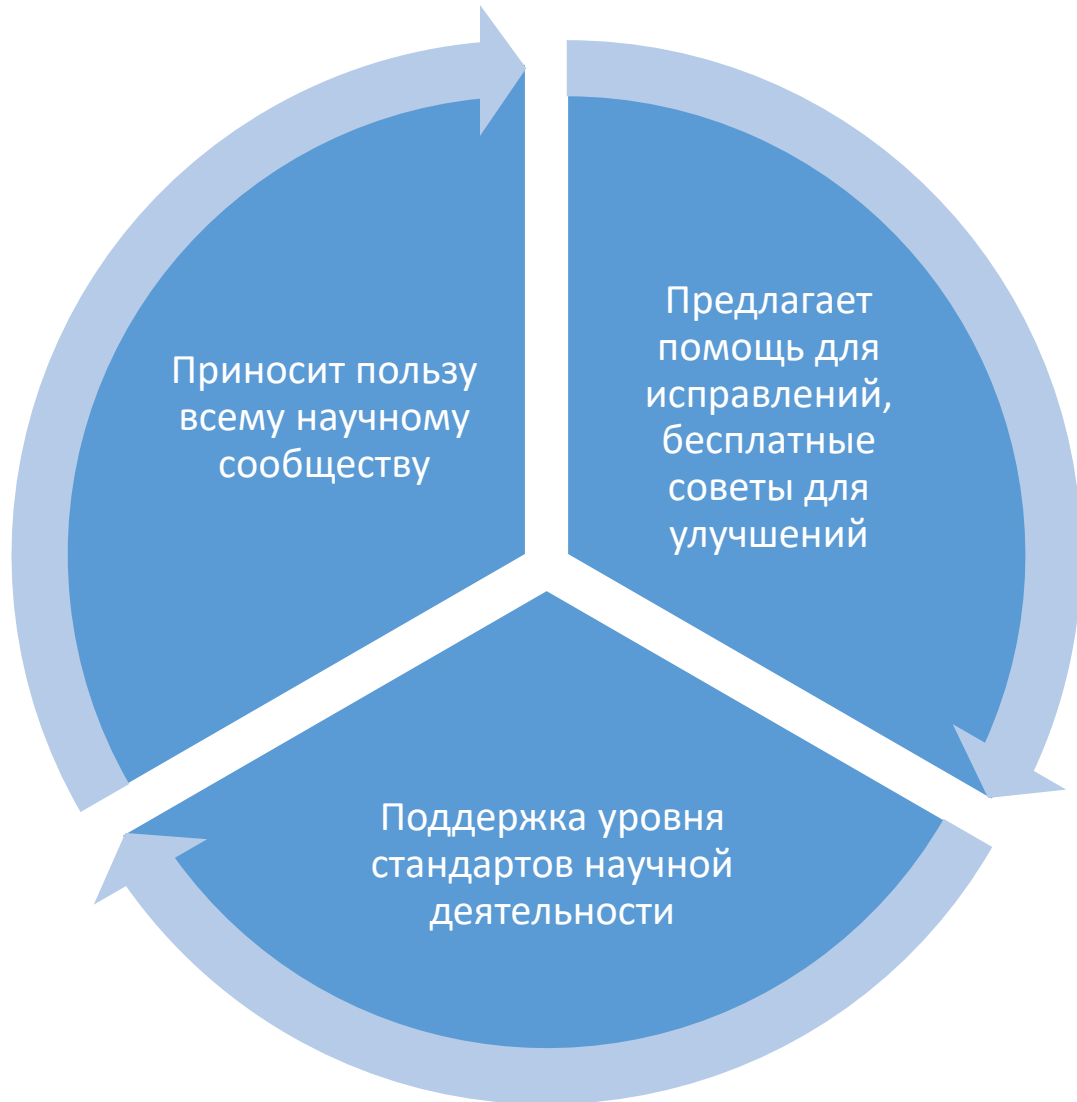 Предлагает
помощь для
исправлений,
бесплатные
советы для
улучшений
Поддержка уровня
стандартов научной
деятельности
Приносит пользу
всему научному
сообществу